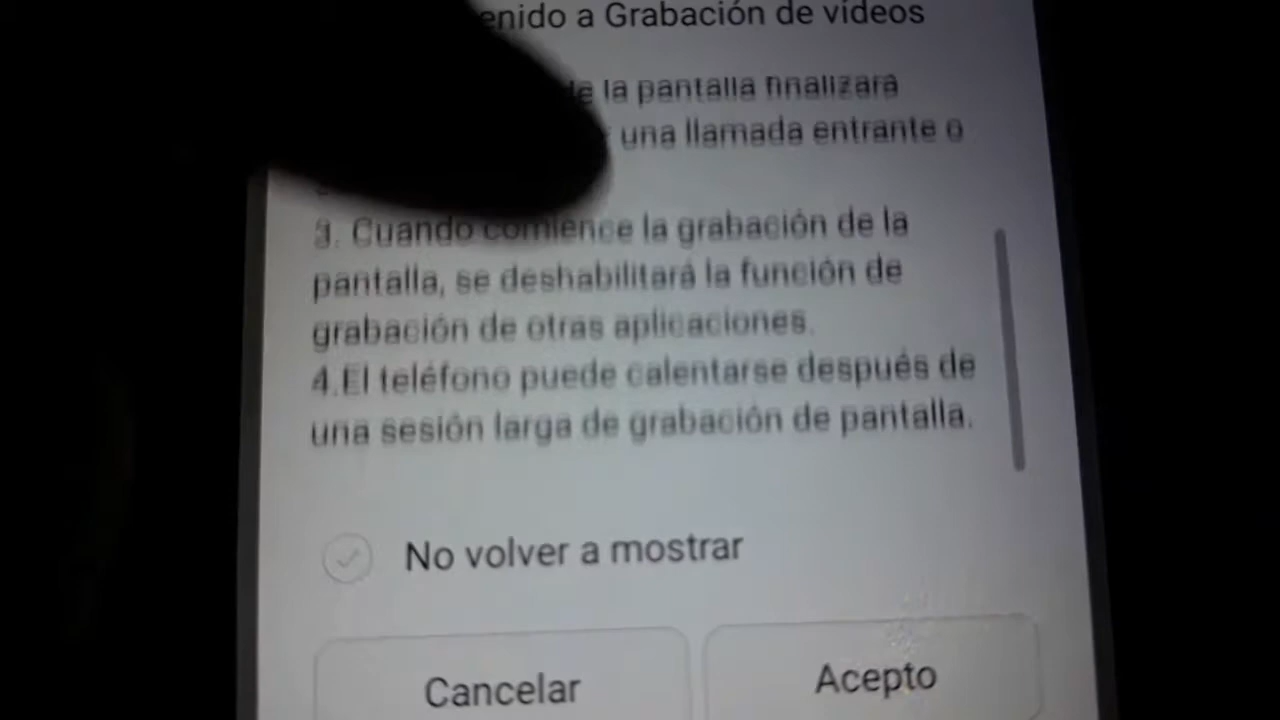 a Grabación de vídeos
la pantalla finalizará
una llamada entrante o
3. Cuando comience la grabación de la
pantalla, se deshabilitará la función de
grabación de otras aplicaciones.
4.El teléfono puede calentarse después de
una sesión larga de grabación de pantalla.
No volver a mostrar
Cancelar
Acepto